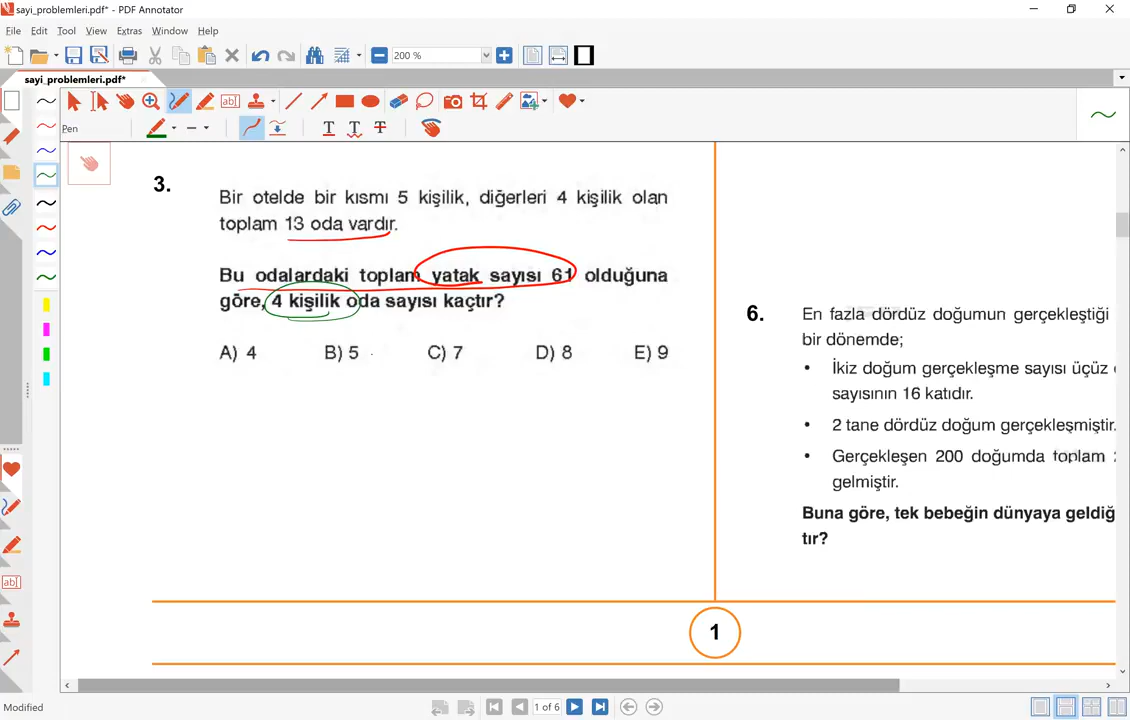 sayi_problemleri.pdf* - PDF Annotator
File Edit Tool View Extras Window Help
200 %
sayi_problemleri.pdf*
Pen
3.
Bir otelde bir kısmı 5 kişilik, diğerleri 4 kişilik olan
toplam 13 oda vardır.
Bu odalardaki toplam yatak sayısı 61 olduğuna
göre, 4 kişilik oda sayısı kaçtır?
A) 4 B) 5 C) 7 D) 8 E) 9
6.
En fazla dördüz doğumun gerçekleştiği
bir dönemde;
• İkiz doğum gerçekleşme sayısı üçüz
sayısının 16 katıdır.
• 2 tane dördüz doğum gerçekleşmiştir.
• Gerçekleşen 200 doğumda toplam
gelmiştir.
Buna göre, tek bebeğin dünyaya geldiğ
tır?
1
Modified
1 of 6